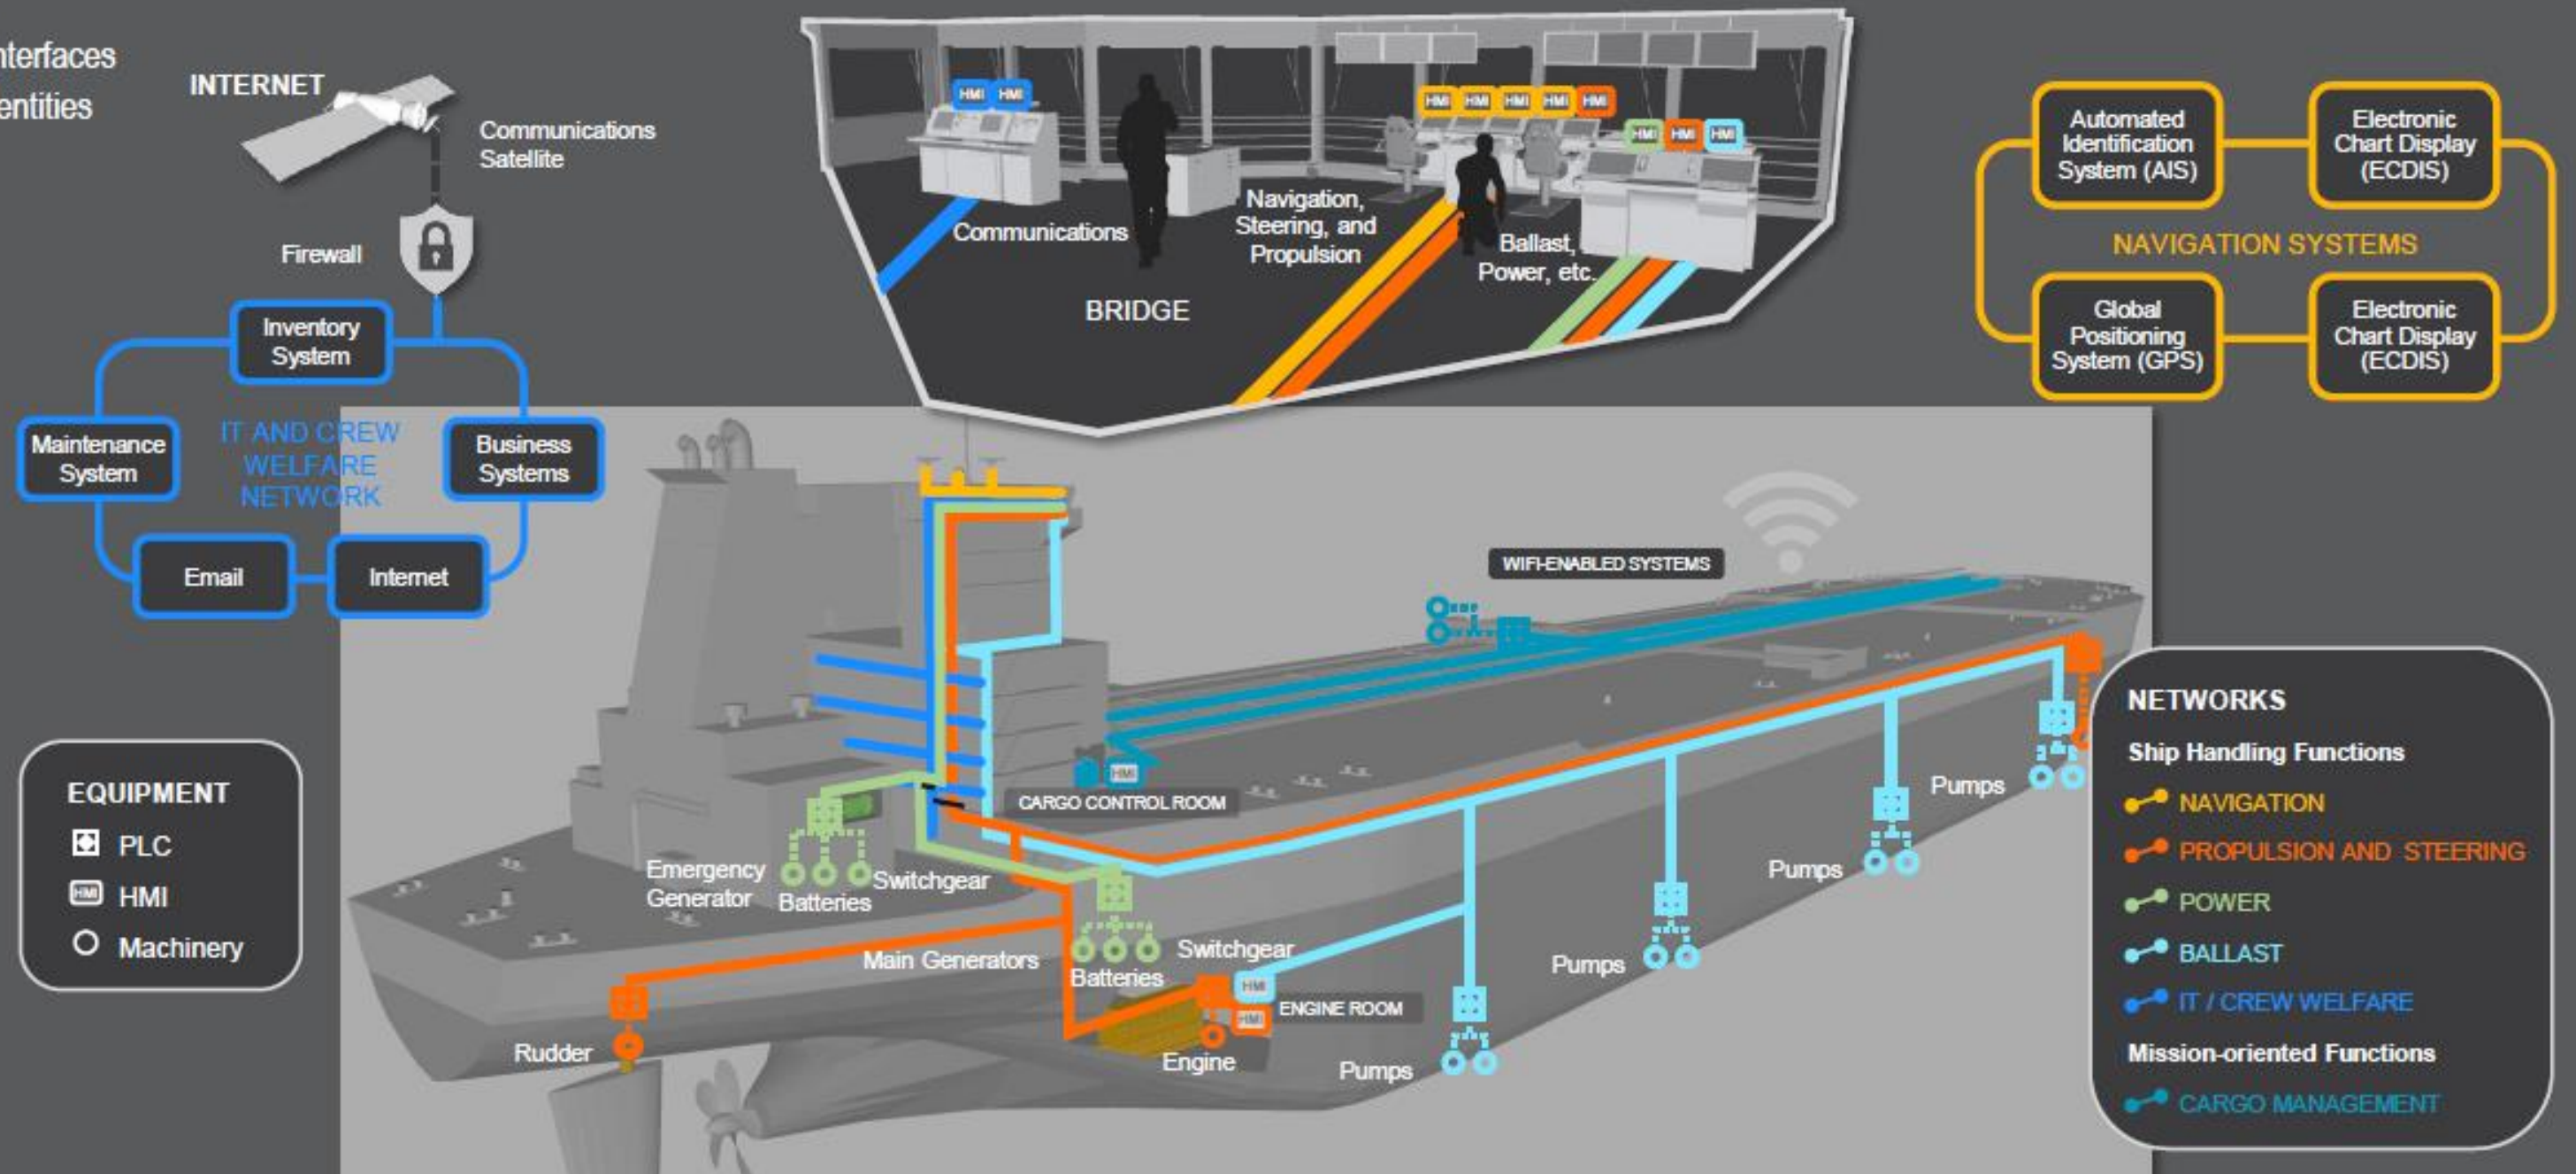 nterfaces
entities
INTERNET
Communications
Satellite
Firewall
Inventory
System
Maintenance
System
IT AND CREW
WELFARE
NETWORK
Business
Systems
Email
Internet
HMI HMI
HMI HMI HMI HMI HMI
HMI HMI HMI
Communications
Navigation,
Steering, and
Propulsion
Ballast,
Power, etc.
BRIDGE
Automated
Identification
System (AIS)
Electronic
Chart Display
(ECDIS)
NAVIGATION SYSTEMS
Global
Positioning
System (GPS)
Electronic
Chart Display
(ECDIS)
WIFI-ENABLED SYSTEMS
HMI
CARGO CONTROL ROOM
Emergency
Generator
Batteries
Switchgear
Main Generators
Batteries
Switchgear
HMI
HMI
ENGINE ROOM
Engine
Rudder
Pumps
Pumps
Pumps
Pumps
EQUIPMENT
PLC
HMI HMI
Machinery
NETWORKS
Ship Handling Functions
NAVIGATION
PROPULSION AND STEERING
POWER
BALLAST
IT / CREW WELFARE
Mission-oriented Functions
CARGO MANAGEMENT